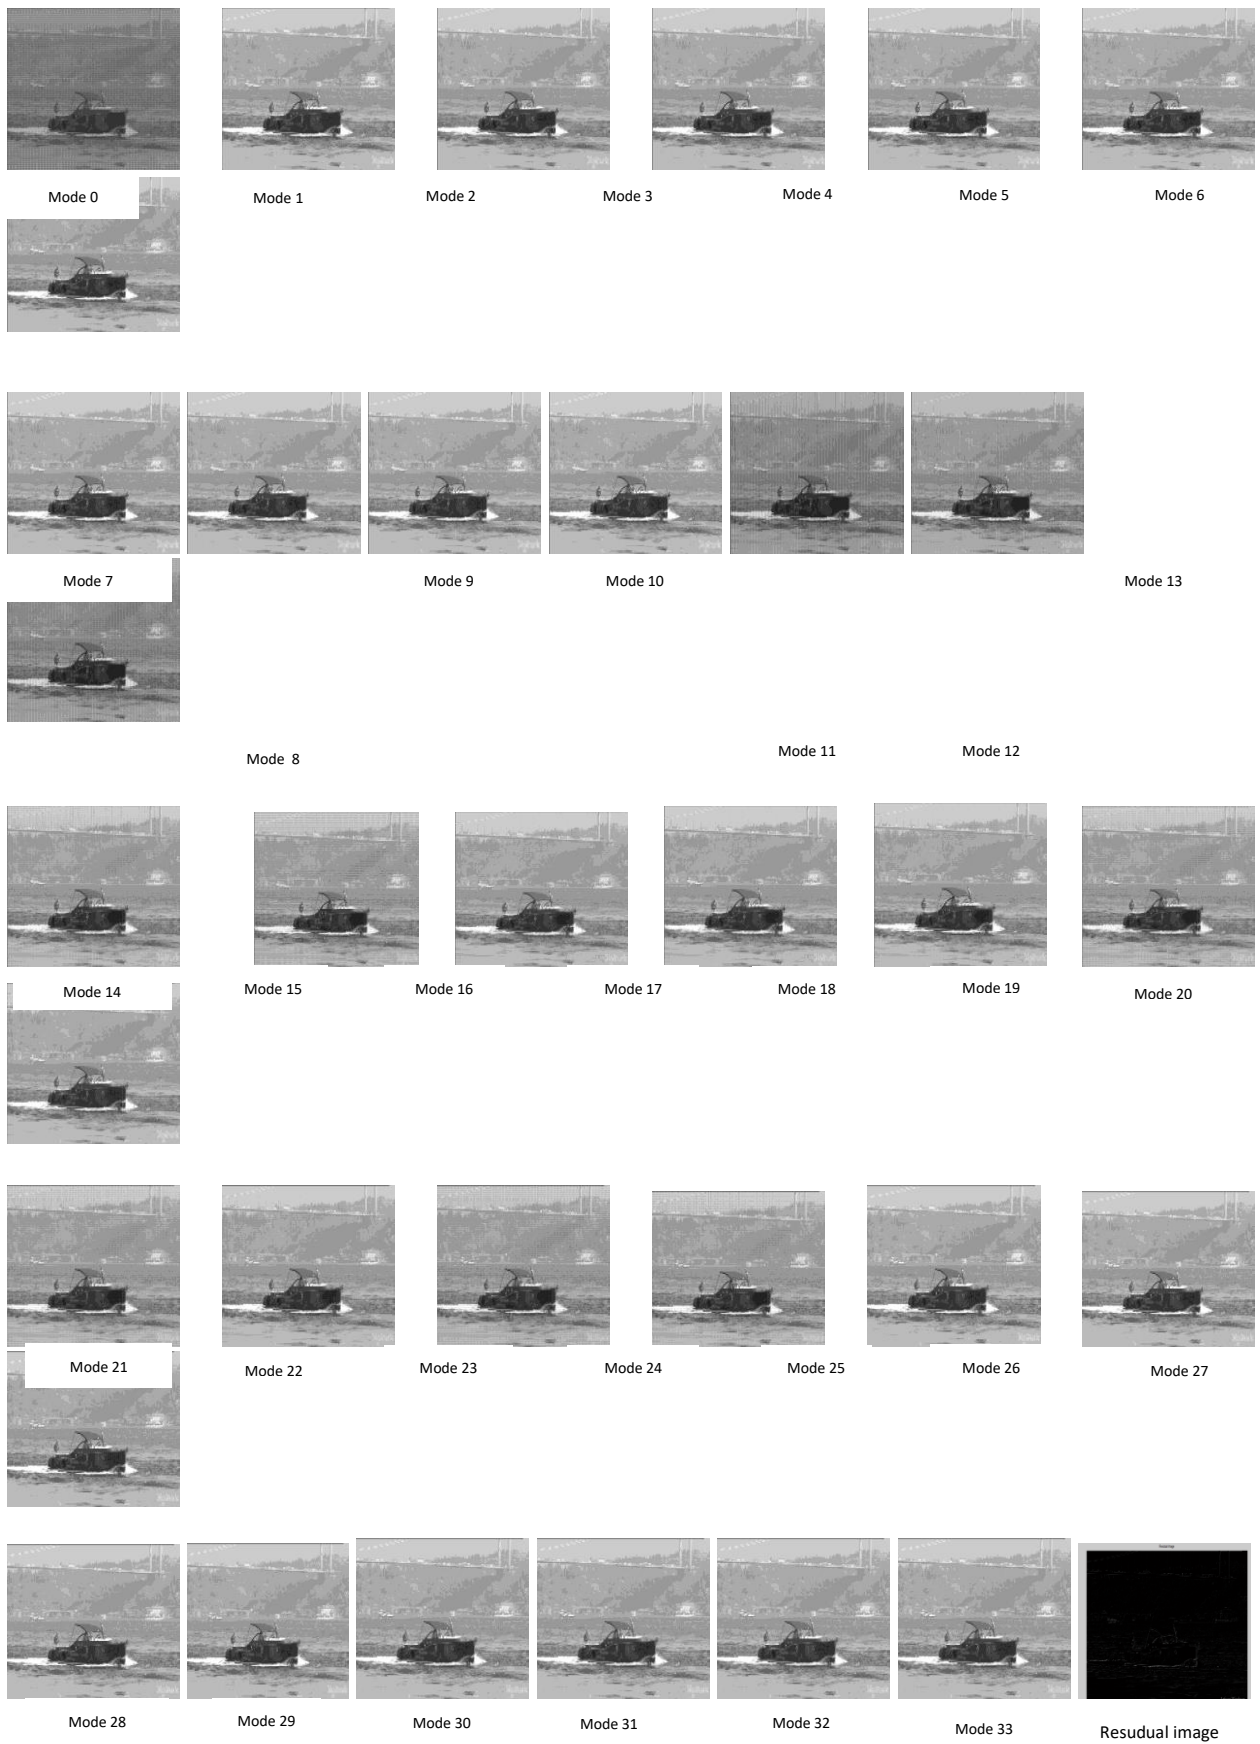 Mode 0
Mode 1
Mode 2
Mode 3
Mode 4
Mode 5
Mode 6
Mode 7
Mode 9
Mode 10
Mode 13
Mode  8
Mode 11
Mode 12
Mode 14
Mode 15
Mode 16
Mode 17
Mode 18
Mode 19
Mode 20
Mode 21
Mode 22
Mode 23
Mode 24
Mode 25
Mode 26
Mode 27
Mode 28
Mode 29
Mode 30
Mode 31
Mode 32
Mode 33
Resudual image